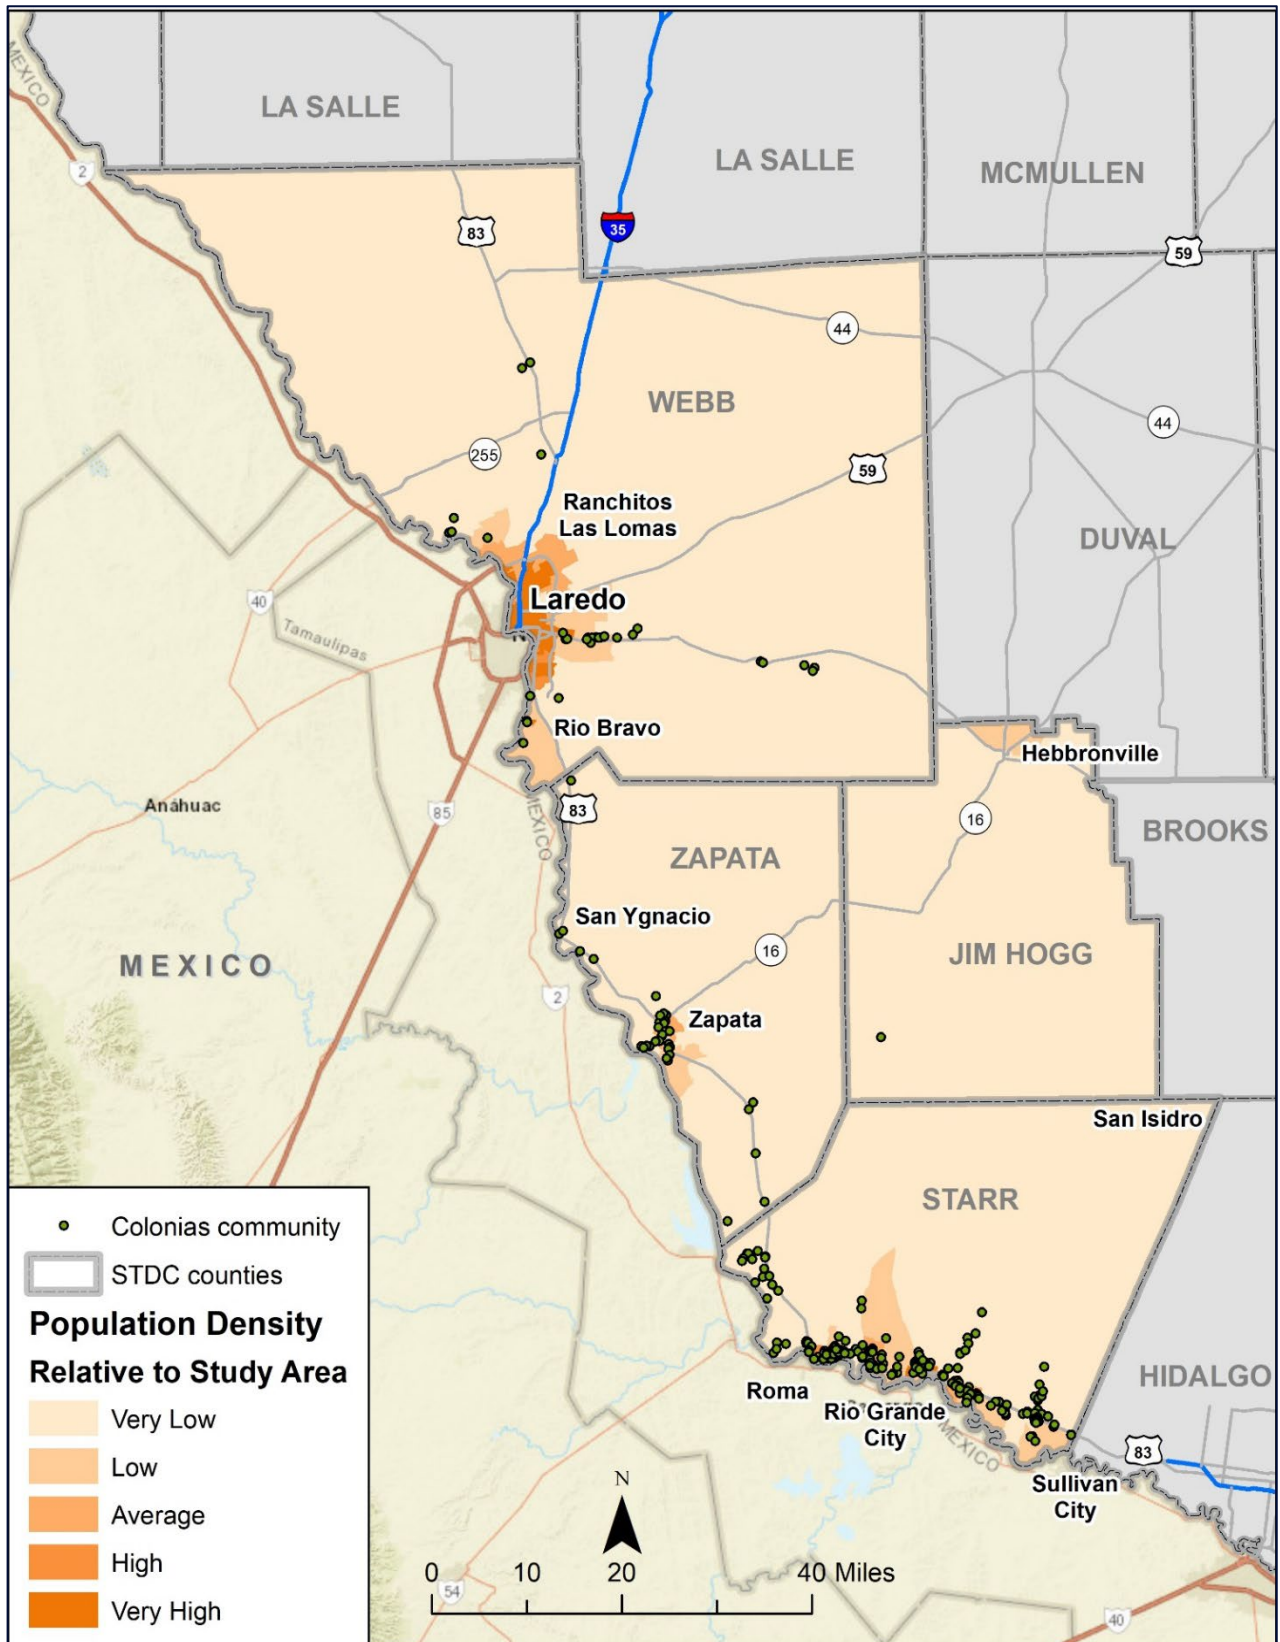 MEXICO
2
LA SALLE
LA SALLE
MCMULLEN
83
35
59
44
WEBB
44
255
59
Ranchitos
Las Lomas
DUVAL
40
Tamaulipas
Laredo
Rio Bravo
Hebbronville
Anáhuac
85
83
MEXICO
16
BROOKS
ZAPATA
San Ygnacio
16
JIM HOGG
MEXICO
2
Zapata
San Isidro
STARR
HIDALGO
Roma
Rio Grande
City
MEXICO
83
Sullivan
City
Colonias community
STDC counties
Population Density
Relative to Study Area
Very Low
Low
Average
High
Very High
N
0 10 20 40 Miles
54
40